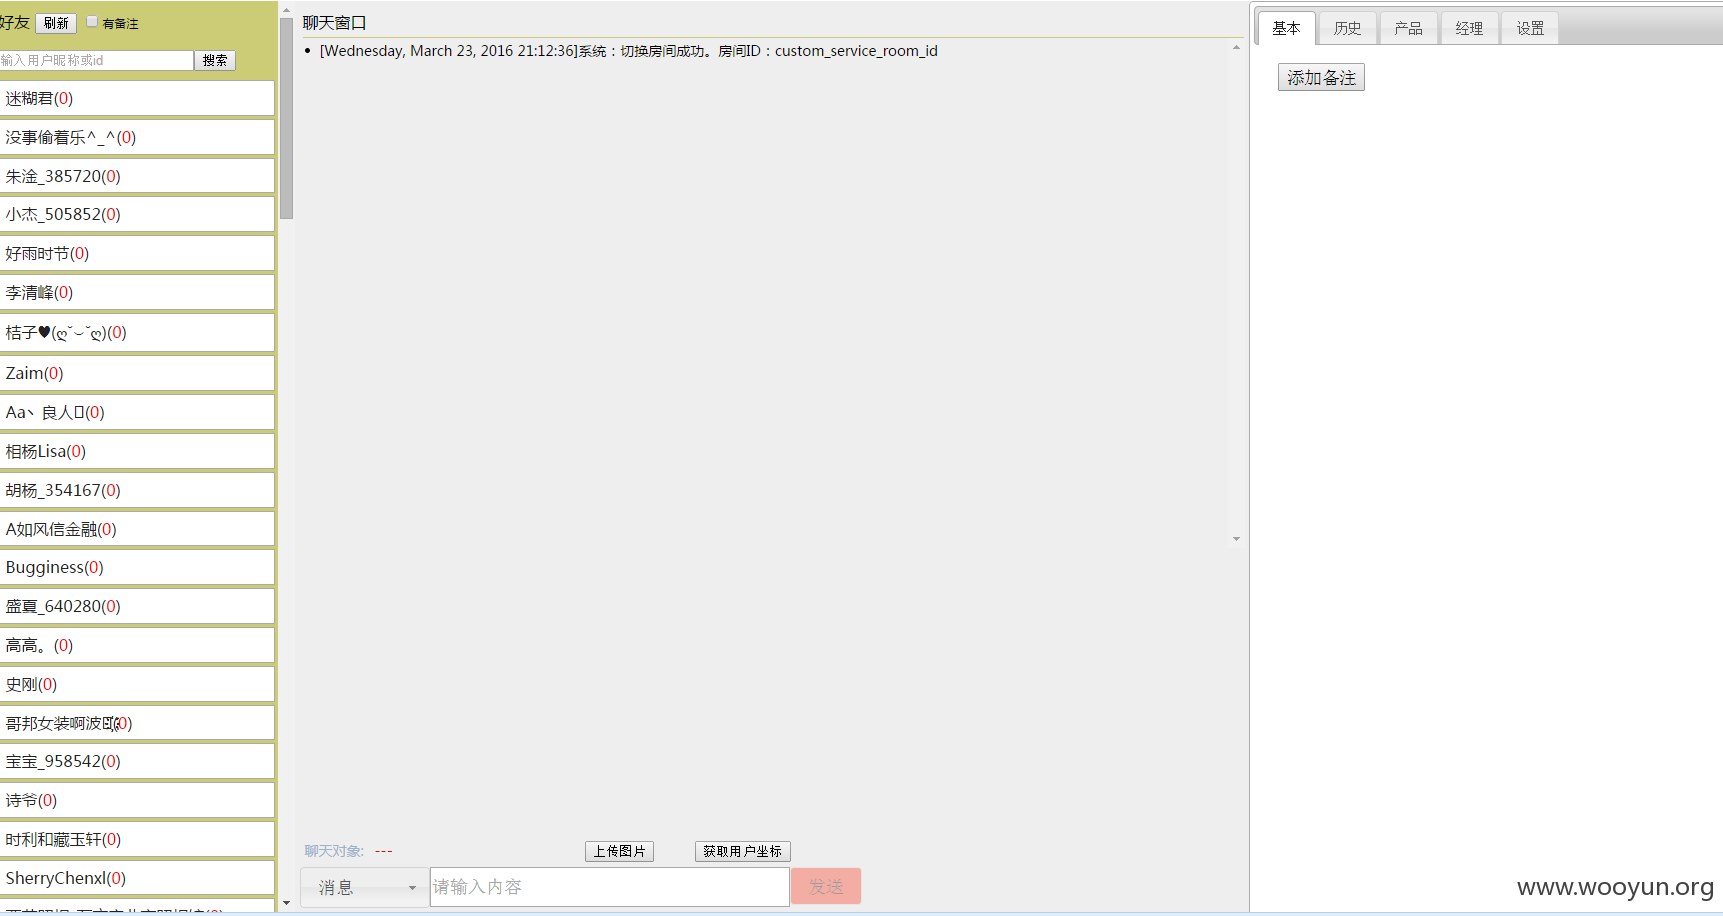 好友 刷新 有备注
输入用户昵称或id 搜索
迷糊君(0)
没事偷着乐^_^(0)
朱淦_385720(0)
小杰_505852(0)
好雨时节(0)
李清峰(0)
桔子♥(ღ˘⌣˘ღ)(0)
Zaim(0)
Aa丶良人(0)
相杨Lisa(0)
胡杨_354167(0)
A如风信金融(0)
Bugginess(0)
盛夏_640280(0)
高高。(0)
史刚(0)
哥邦女装啊波(0)
宝宝_958542(0)
诗爷(0)
时利和藏玉轩(0)
SherryChenxl(0)
聊天窗口
[Wednesday, March 23, 2016 21:12:36]系统：切换房间成功。房间ID：custom_service_room_id
聊天对象: --- 上传图片 获取用户坐标
消息 请输入内容 发送
基本 历史 产品 经理 设置
添加备注
www.wooyun.org